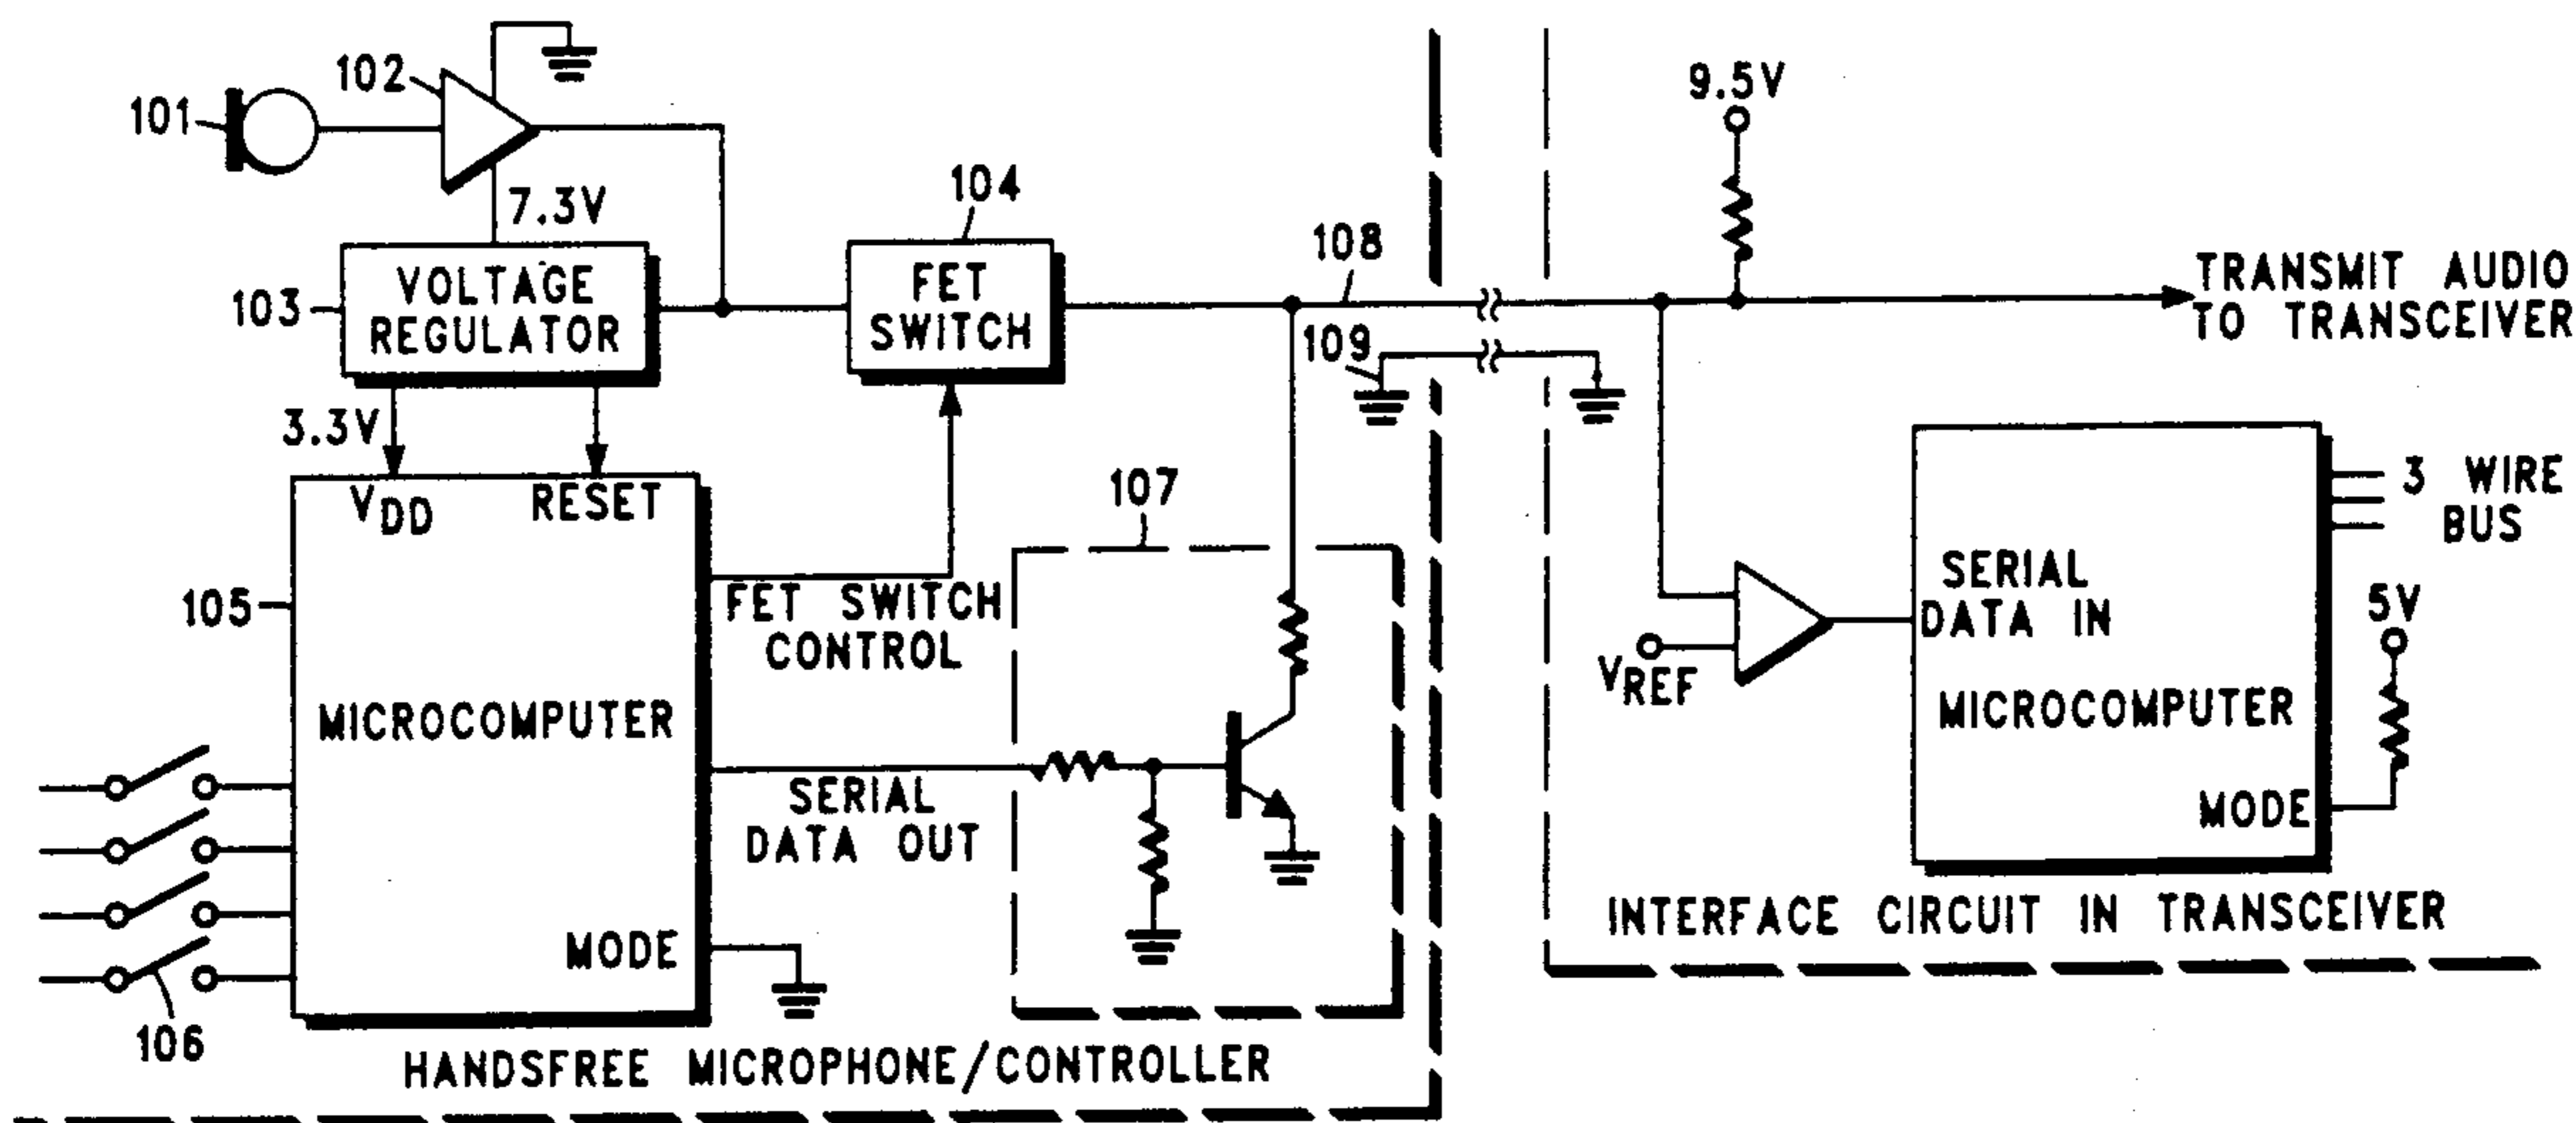 102
101
7.3V
104
VOLTAGE
REGULATOR
103
FET
SWITCH
108
109
9.5V
TRANSMIT AUDIO
TO TRANSCEIVER
3.3V
VDD
RESET
105
FET SWITCH
CONTROL
107
MICROCOMPUTER
SERIAL
DATA OUT
MODE
106
HANDSFREE MICROPHONE/CONTROLLER
3 WIRE
BUS
SERIAL
DATA IN
5V
VREF
MICROCOMPUTER
MODE
INTERFACE CIRCUIT IN TRANSCEIVER